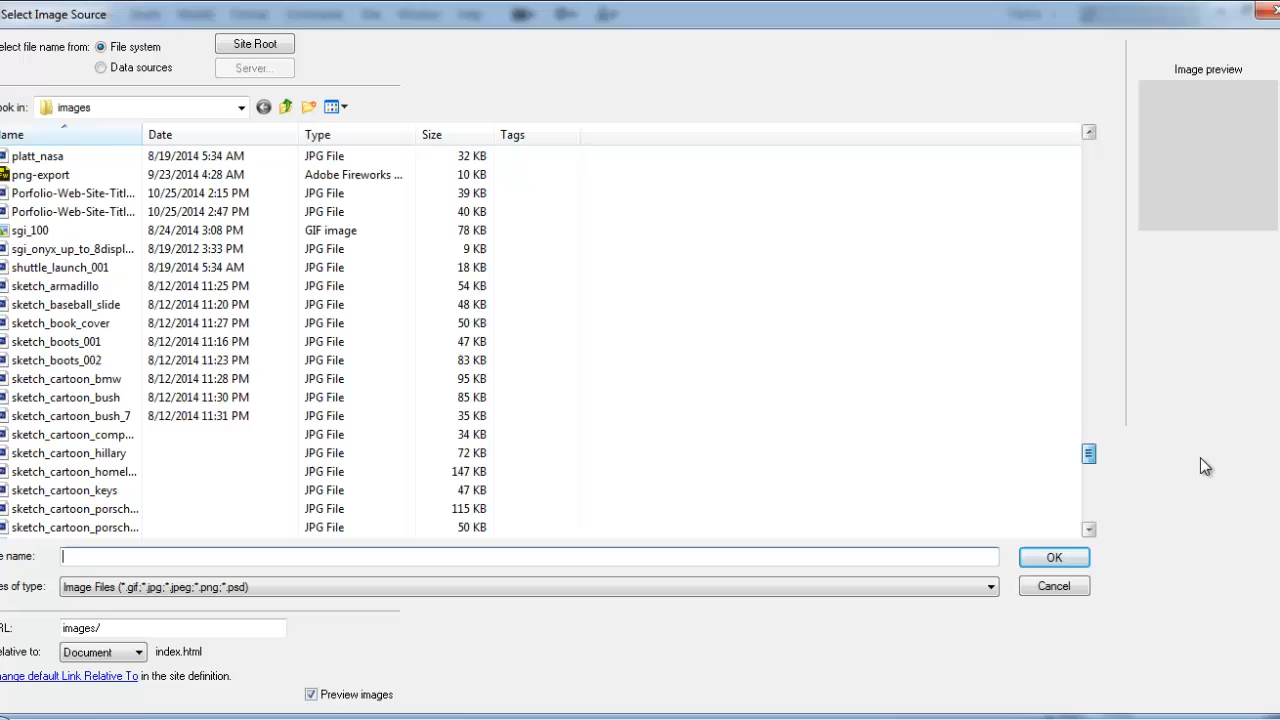 Select Image Source
elect file name from: File system Site Root
Data sources Server...
Image preview
ook in: images
ame Date Type Size Tags
platt_nasa 8/19/2014 5:34 AM JPG File 32 KB
png-export 9/23/2014 4:28 AM Adobe Fireworks ... 10 KB
Porfolio-Web-Site-Titl... 10/25/2014 2:15 PM JPG File 39 KB
Porfolio-Web-Site-Titl... 10/25/2014 2:47 PM JPG File 40 KB
sgi_100 8/24/2014 3:08 PM GIF image 78 KB
sgi_onyx_up_to_8displ... 8/19/2012 3:33 PM JPG File 9 KB
shuttle_launch_001 8/19/2014 5:34 AM JPG File 18 KB
sketch_armadillo 8/12/2014 11:25 PM JPG File 54 KB
sketch_baseball_slide 8/12/2014 11:20 PM JPG File 48 KB
sketch_book_cover 8/12/2014 11:27 PM JPG File 50 KB
sketch_boots_001 8/12/2014 11:16 PM JPG File 47 KB
sketch_boots_002 8/12/2014 11:23 PM JPG File 83 KB
sketch_cartoon_bmw 8/12/2014 11:28 PM JPG File 95 KB
sketch_cartoon_bush 8/12/2014 11:30 PM JPG File 85 KB
sketch_cartoon_bush_7 8/12/2014 11:31 PM JPG File 35 KB
sketch_cartoon_comp... JPG File 34 KB
sketch_cartoon_hillary JPG File 72 KB
sketch_cartoon_homel... JPG File 147 KB
sketch_cartoon_keys JPG File 47 KB
sketch_cartoon_porsch... JPG File 115 KB
sketch_cartoon_porsch... JPG File 50 KB
e name: OK
es of type: Image Files (*.gif;*.jpg;*.jpeg;*.png;*.psd) Cancel
RL: images/
elative to: Document index.html
hange default Link Relative To in the site definition.
Preview images